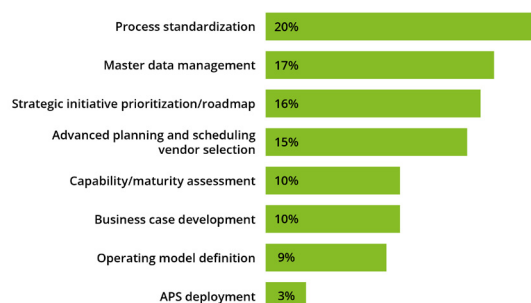 Process standardization 20%
Master data management 17%
Strategic initiative prioritization/roadmap 16%
Advanced planning and scheduling
vendor selection 15%
Capability/maturity assessment 10%
Business case development 10%
Operating model definition 9%
APS deployment 3%